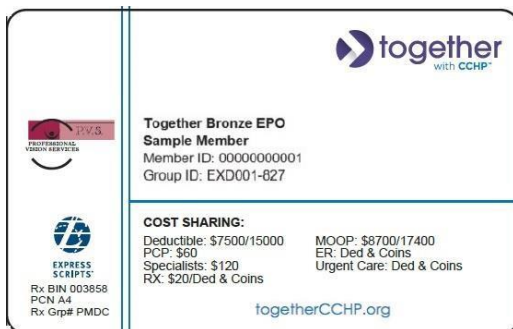 together
with CCHP™
P.V.S.
PROFESSIONAL
VISION SERVICES
Together Bronze EPO
Sample Member
Member ID: 00000000001
Group ID: EXD001-827
EXPRESS
SCRIPTS®
Rx BIN 003858
PCN A4
Rx Grp# PMDC
COST SHARING:
Deductible: $7500/15000
PCP: $60
Specialists: $120
RX: $20/Ded & Coins
MOOP: $8700/17400
ER: Ded & Coins
Urgent Care: Ded & Coins
togetherCCHP.org